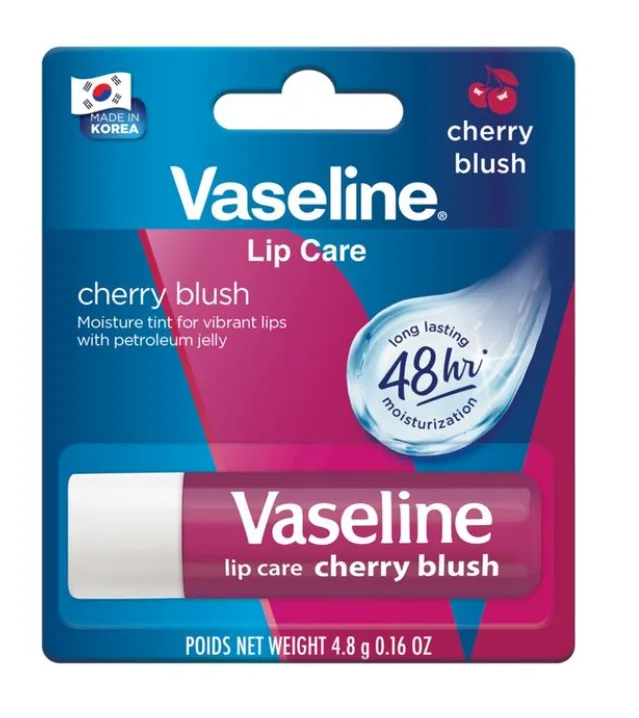 MADE IN
KOREA
cherry
blush
Vaseline®
Lip Care
cherry blush
Moisture tint for vibrant lips
with petroleum jelly
long lasting
48hr*
moisturization
Vaseline
lip care cherry blush
POIDS NET WEIGHT 4.8 g 0.16 OZ